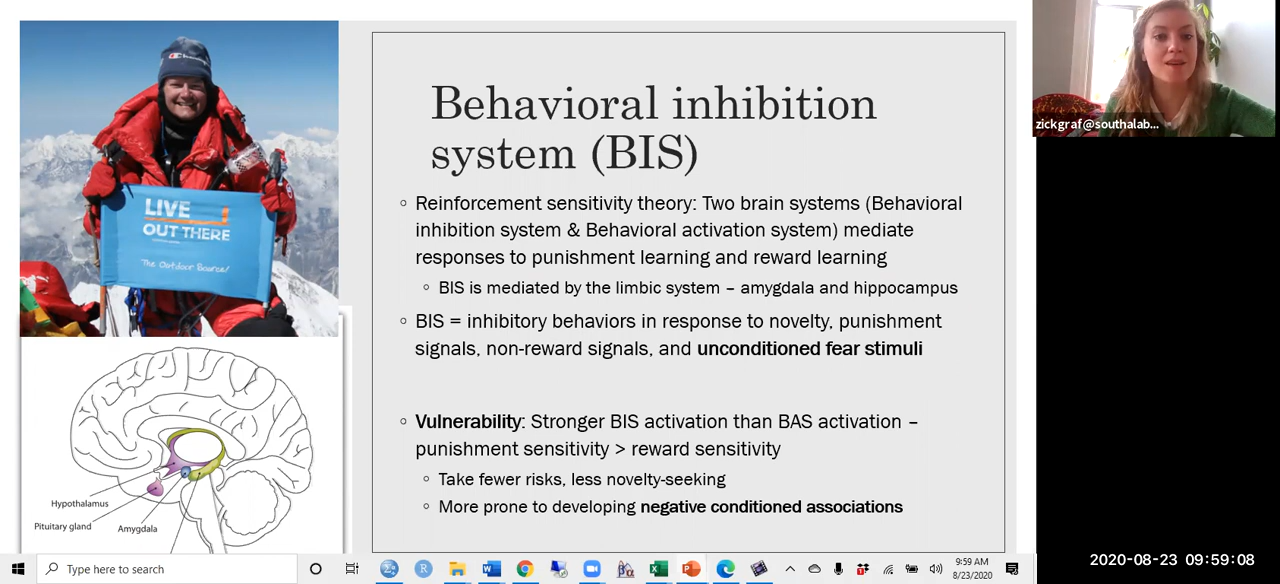 LIVE
OUT THERE
The Outdoor Source!
Behavioral inhibition
system (BIS)
Reinforcement sensitivity theory: Two brain systems (Behavioral
inhibition system & Behavioral activation system) mediate
responses to punishment learning and reward learning
BIS is mediated by the limbic system – amygdala and hippocampus
BIS = inhibitory behaviors in response to novelty, punishment
signals, non-reward signals, and unconditioned fear stimuli
Vulnerability: Stronger BIS activation than BAS activation –
punishment sensitivity > reward sensitivity
Take fewer risks, less novelty-seeking
More prone to developing negative conditioned associations
Hypothalamus
Pituitary gland
Amygdala
zickgraf@southalab...
Type here to search
9:59 AM
8/23/2020
2020-08-23 09:59:08